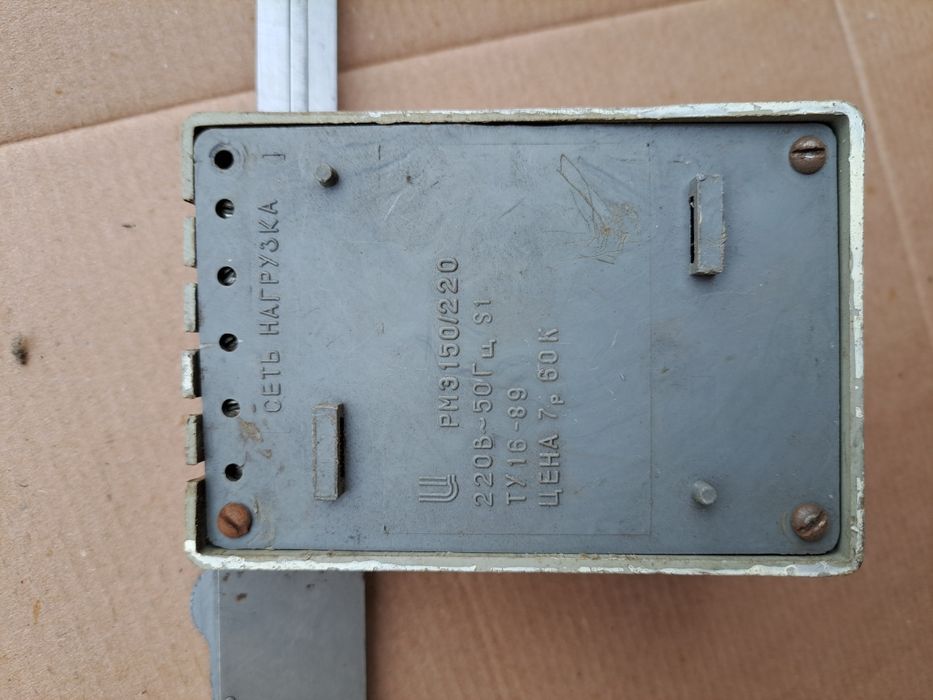 СЕТЬ НАГРУЗКА
РМЭ150/220
220В~50Гц S1
ТУ16-89
ЦЕНА 7р 60К